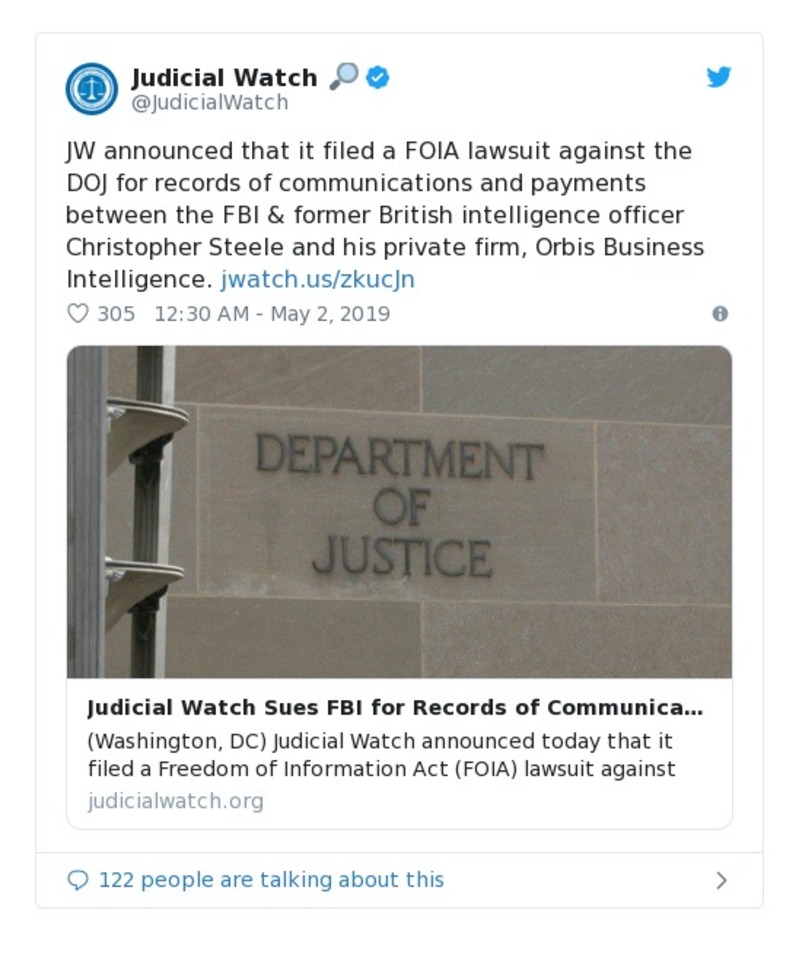 Judicial Watch
@JudicialWatch
JW announced that it filed a FOIA lawsuit against the
DOJ for records of communications and payments
between the FBI & former British intelligence officer
Christopher Steele and his private firm, Orbis Business
Intelligence. jwatch.us/zkucJn
305 12:30 AM - May 2, 2019
DEPARTMENT
OF
JUSTICE
Judicial Watch Sues FBI for Records of Communica…
(Washington, DC) Judicial Watch announced today that it
filed a Freedom of Information Act (FOIA) lawsuit against
judicialwatch.org
122 people are talking about this